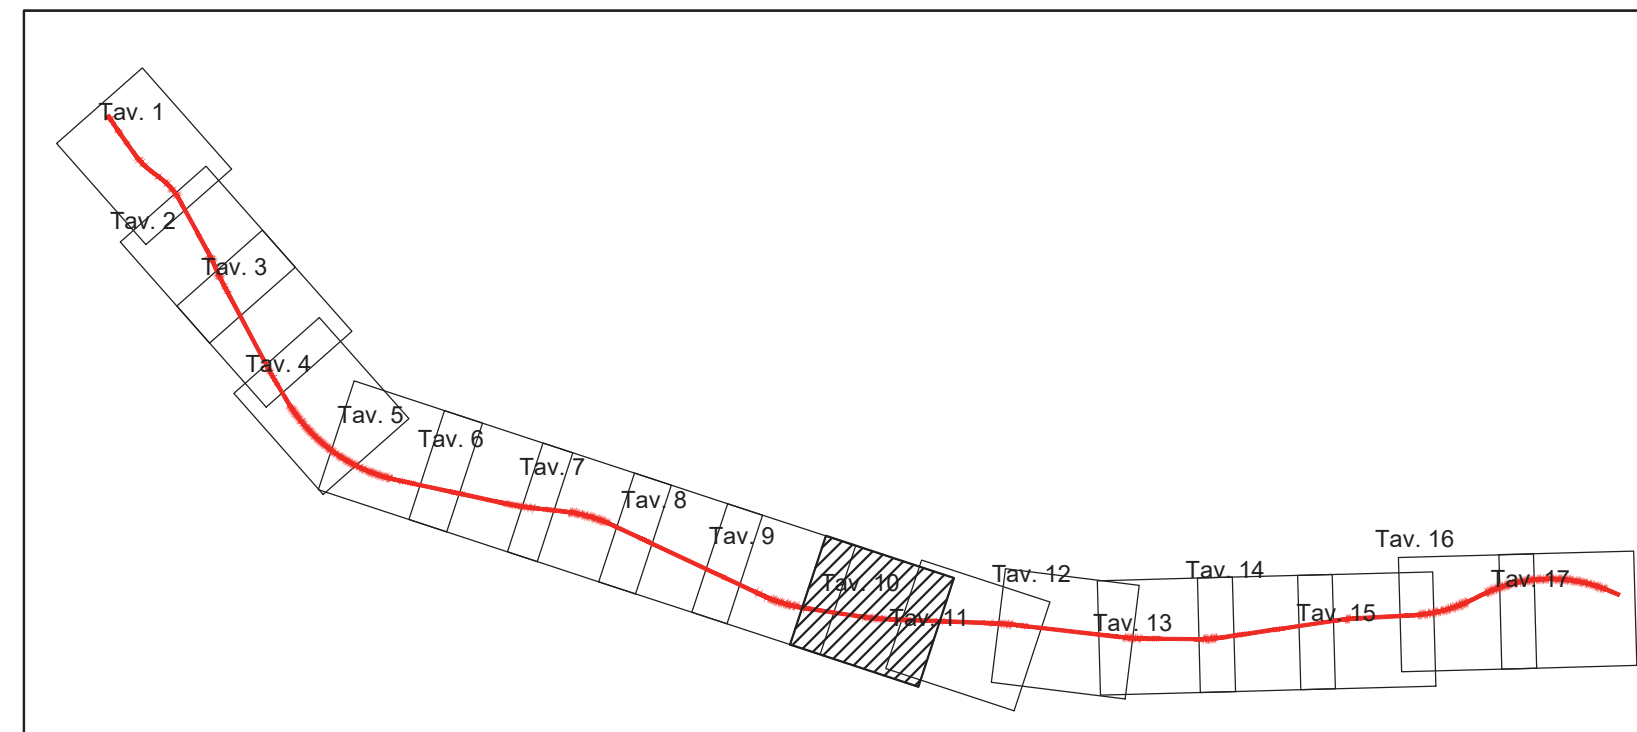 Tav. 1
Tav. 2
Tav. 3
Tav. 4
Tav. 5
Tav. 6
Tav. 7
Tav. 8
Tav. 9
Tav. 10
Tav. 11
Tav. 12
Tav. 13
Tav. 14
Tav. 15
Tav. 16
Tav. 17